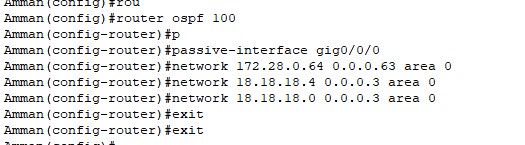 Amman(config)#rou
Amman(config)#router ospf 100
Amman(config-router)#p
Amman(config-router)#passive-interface gig0/0/0
Amman(config-router)#network 172.28.0.64 0.0.0.63 area 0
Amman(config-router)#network 18.18.18.4 0.0.0.3 area 0
Amman(config-router)#network 18.18.18.0 0.0.0.3 area 0
Amman(config-router)#exit
Amman(config-router)#exit
Amman(config)#